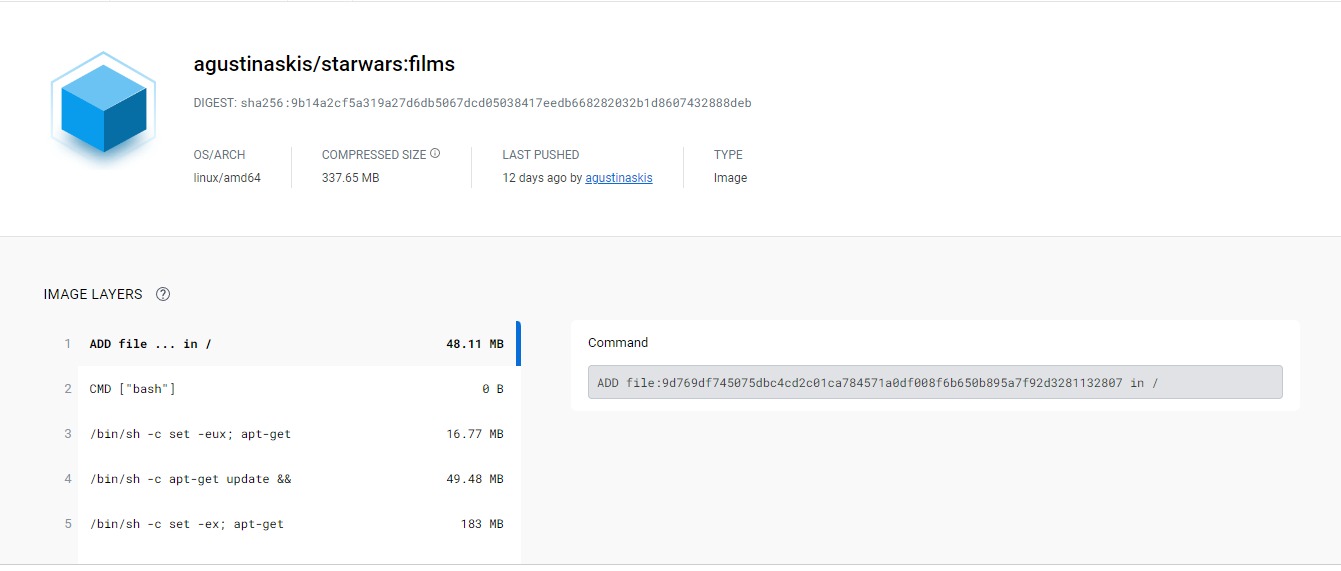 agustinaskis/starwars:films
DIGEST: sha256:9b14a2cf5a319a27d6db5067dcd05038417eedb668282032b1d8607432888deb
OS/ARCH COMPRESSED SIZE LAST PUSHED TYPE
linux/amd64 337.65 MB 12 days ago by agustinaskis Image
IMAGE LAYERS
1 ADD file ... in / 48.11 MB
2 CMD ["bash"] 0 B
3 /bin/sh -c set -eux; apt-get 16.77 MB
4 /bin/sh -c apt-get update && 49.48 MB
5 /bin/sh -c set -ex; apt-get 183 MB
Command
ADD file:9d769df745075dbc4cd2c01ca784571a0df008f6b650b895a7f92d3281132807 in /